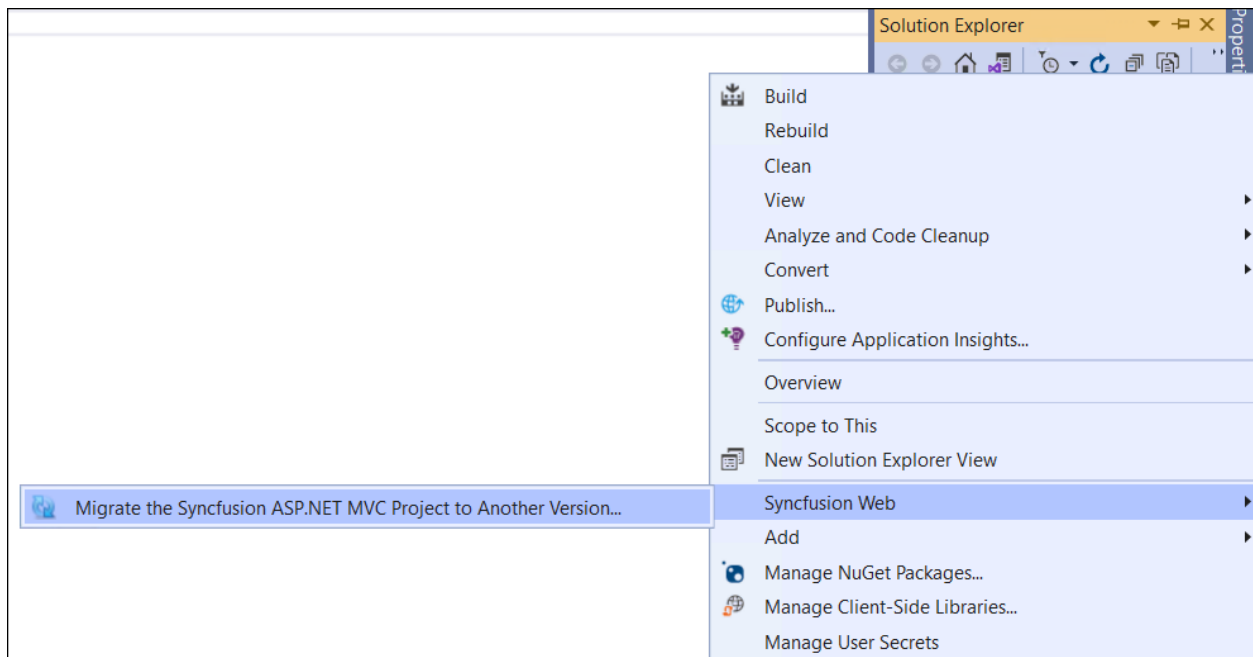 Solution Explorer
Properti
Build
Rebuild
Clean
View
Analyze and Code Cleanup
Convert
Publish...
Configure Application Insights...
Overview
Scope to This
New Solution Explorer View
Syncfusion Web
Migrate the Syncfusion ASP.NET MVC Project to Another Version...
Add
Manage NuGet Packages...
Manage Client-Side Libraries...
Manage User Secrets